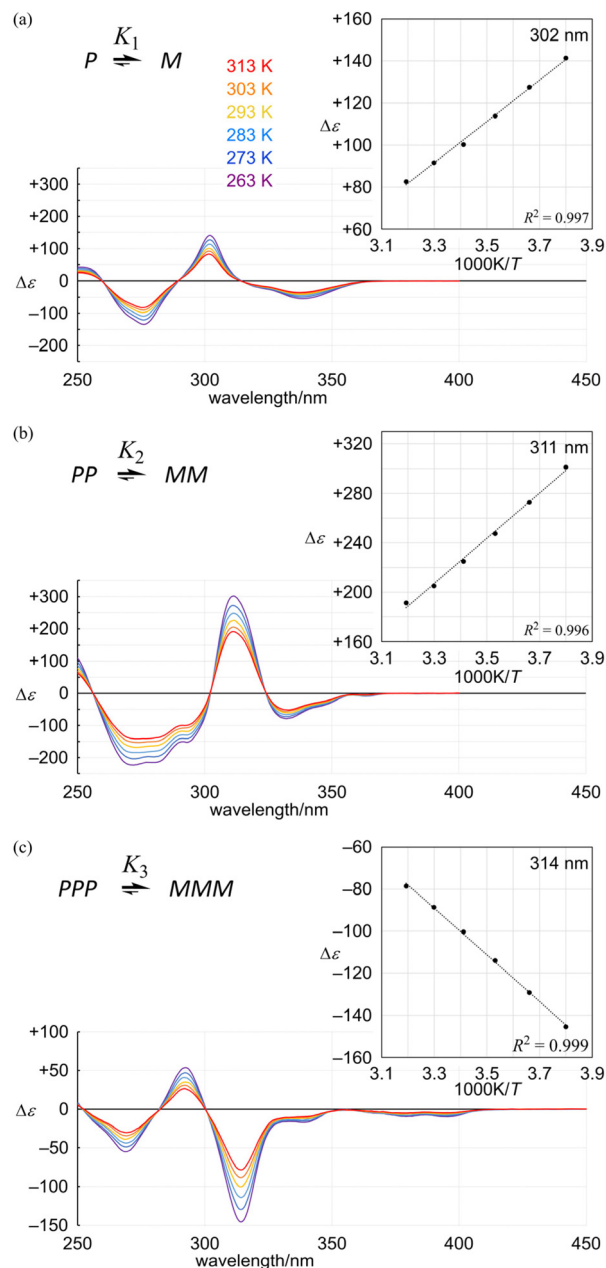 (a)
K1
P ⇌ M
313 K
303 K
293 K
283 K
273 K
263 K
+160
+140
+120
Δε
+100
+80
+60
302 nm
R² = 0.997
3.1 3.3 3.5 3.7 3.9
1000K/T
+300
+200
+100
Δε 0
−100
−200
250 300 350 400 450
wavelength/nm
(b)
K2
PP ⇌ MM
+320
+280
Δε
+240
+200
+160
311 nm
R² = 0.996
3.1 3.3 3.5 3.7 3.9
1000K/T
+300
+200
+100
Δε 0
−100
−200
250 300 350 400 450
wavelength/nm
(c)
K3
PPP ⇌ MMM
−60
−80
Δε
−100
−120
−140
−160
314 nm
R² = 0.999
3.1 3.3 3.5 3.7 3.9
1000K/T
+100
+50
Δε 0
−50
−100
−150
250 300 350 400 450
wavelength/nm